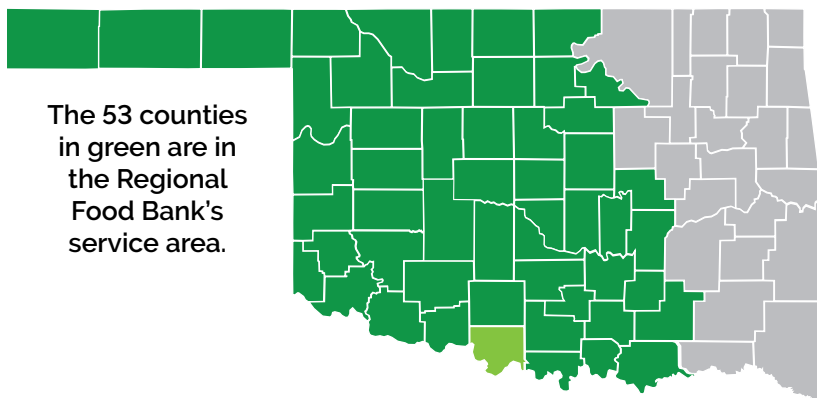 The 53 counties
in green are in
the Regional
Food Bank's
service area.